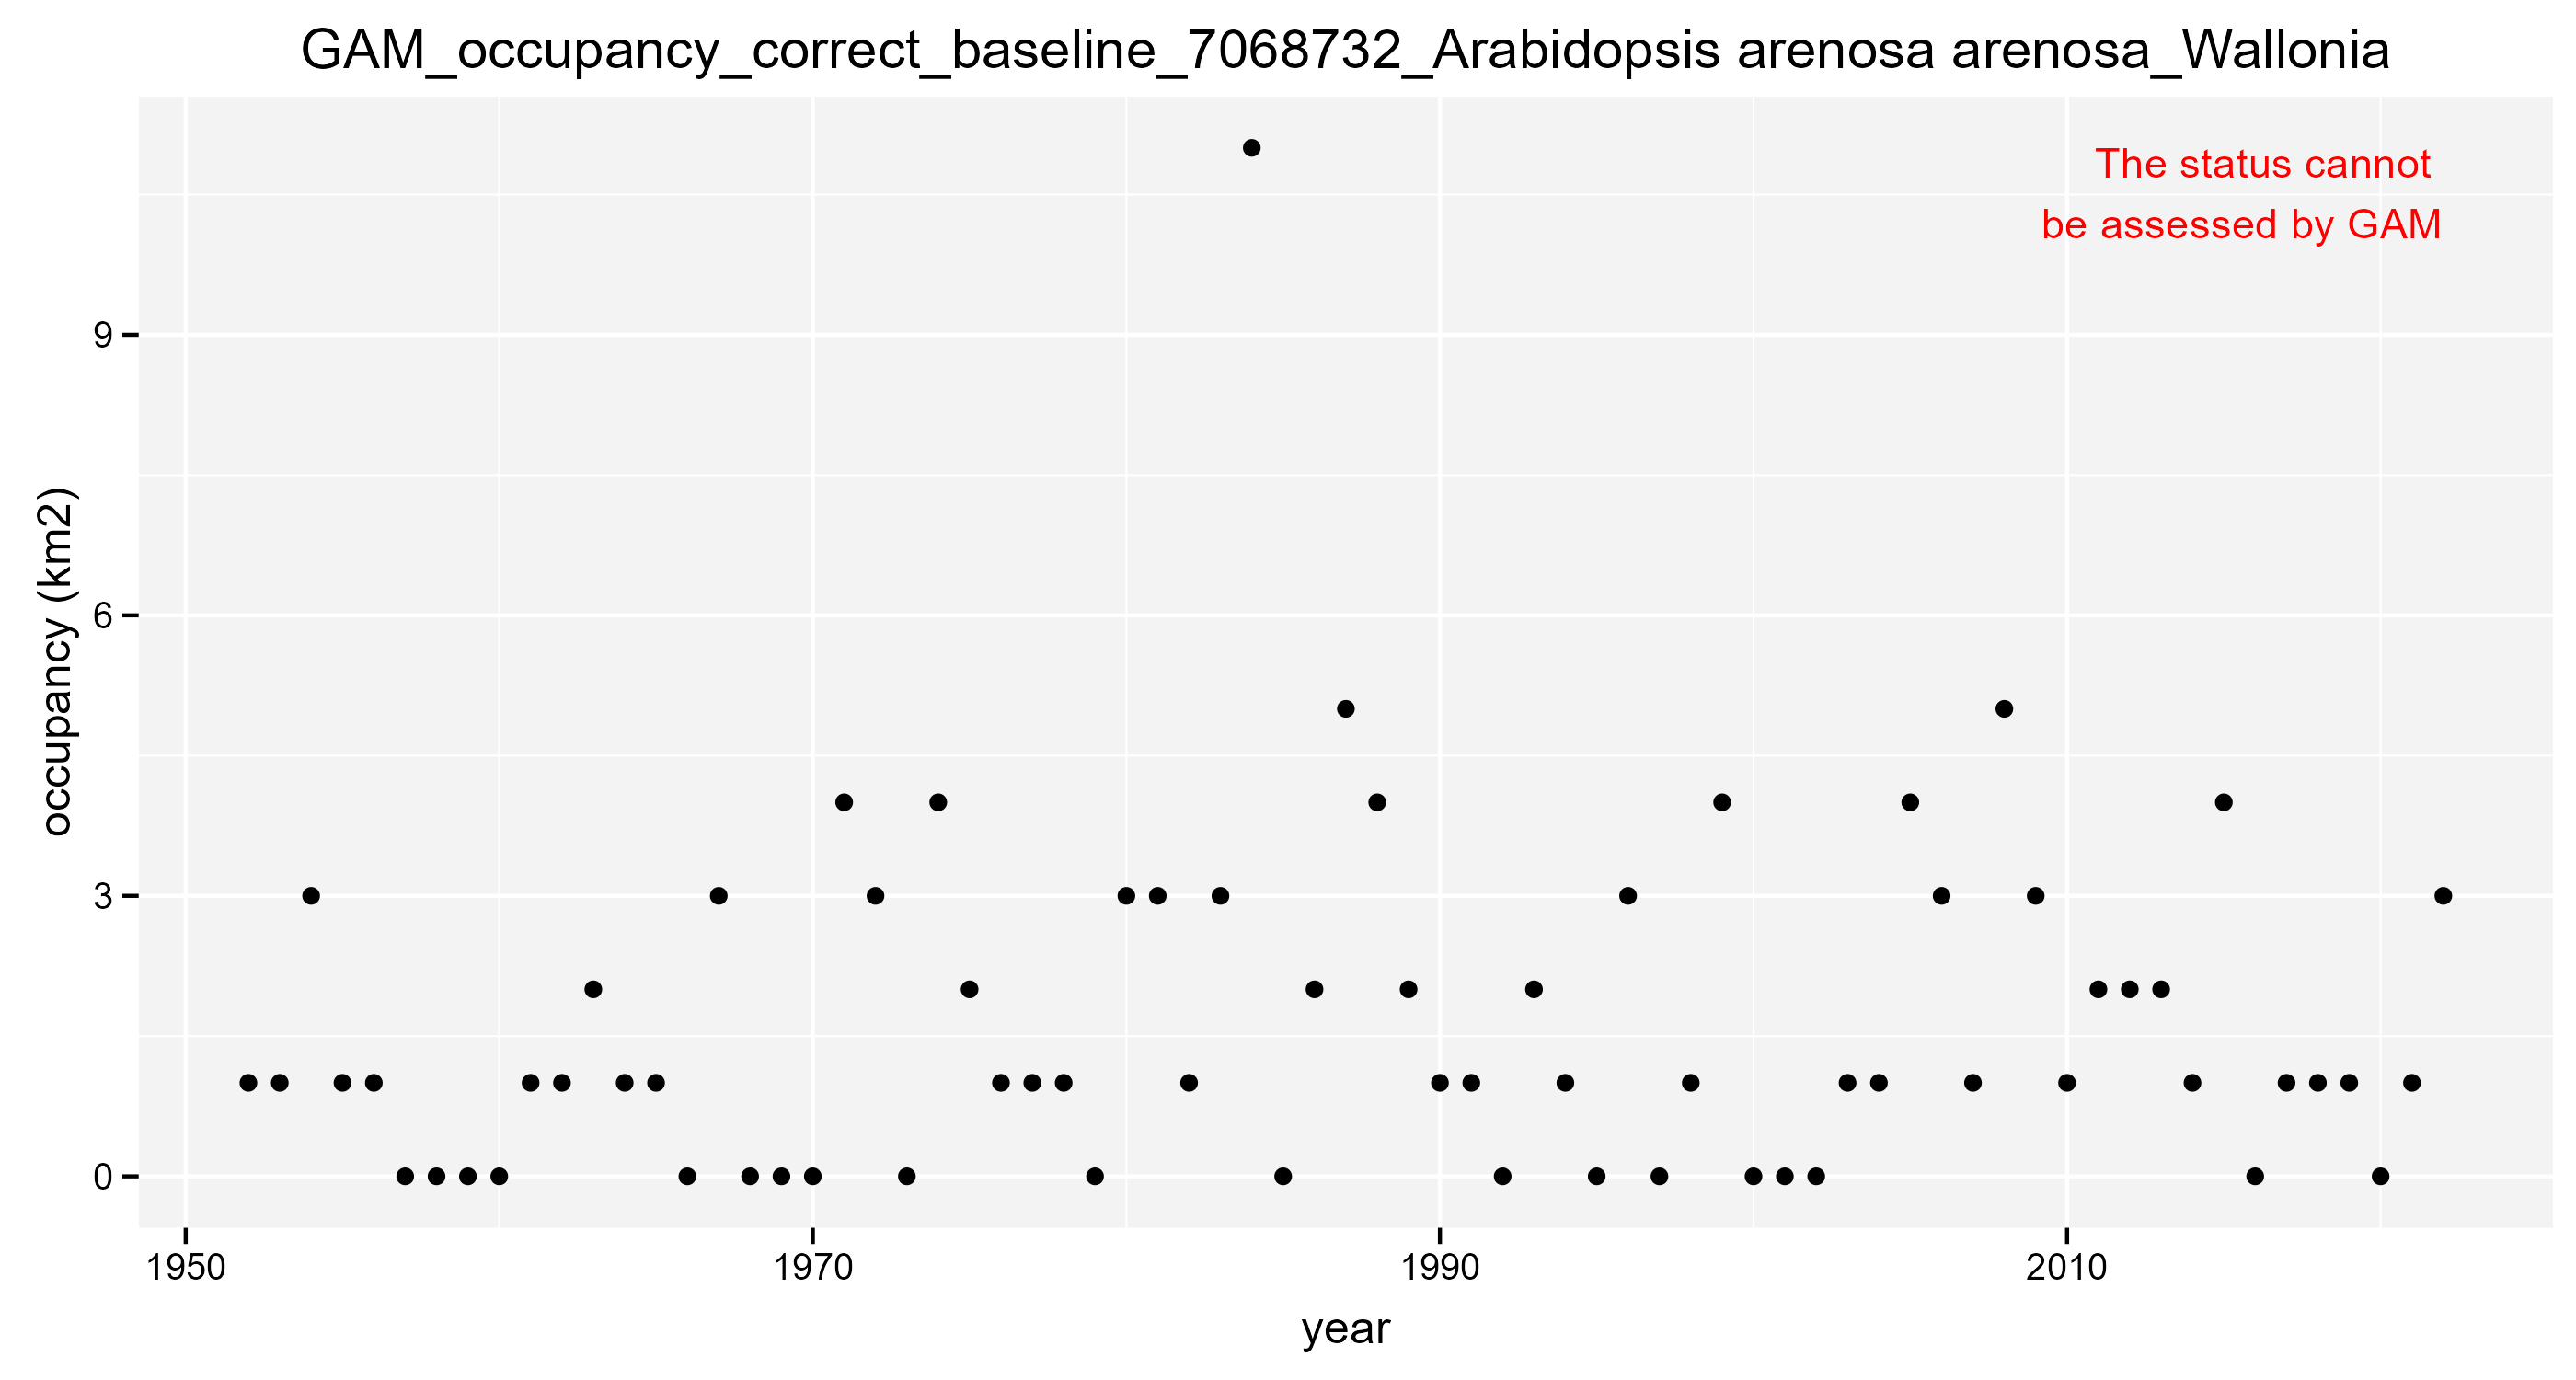 GAM_occupancy_correct_baseline_7068732_Arabidopsis arenosa arenosa_Wallonia
The status cannot
be assessed by GAM
occupancy (km2)
9
6
3
0
1950 1970 1990 2010
year